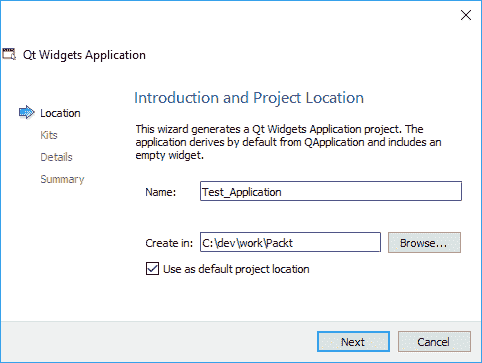 Qt Widgets Application
Location
Kits
Details
Summary
Introduction and Project Location
This wizard generates a Qt Widgets Application project. The
application derives by default from QApplication and includes an
empty widget.
Name: Test_Application
Create in: C:\dev\work\Packt Browse...
Use as default project location
Next Cancel